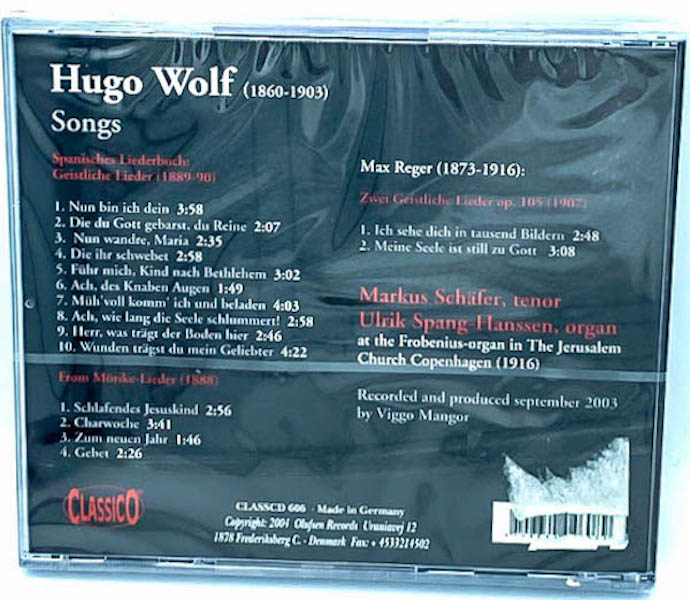 Hugo Wolf (1860-1903)
Songs
Spanisches Liederbuch:
Geistliche Lieder (1889-90)
1. Nun bin ich dein 3:58
2. Die du Gott gebarst, du Reine 2:07
3. Nun wandre, Maria 2:35
4. Die ihr schwebet 2:58
5. Führ mich, Kind nach Bethlehem 3:02
6. Ach, des Knaben Augen 1:49
7. Müh'voll komm' ich und beladen 4:03
8. Ach, wie lang die Seele schlummert! 2:58
9. Herr, was trägt der Boden hier 2:46
10. Wunden trägst du mein Geliebter 4:22
From Mörike-Lieder (1888)
1. Schlafendes Jesuskind 2:56
2. Charwoche 3:41
3. Zum neuen Jahr 1:46
4. Gebet 2:26
Max Reger (1873-1916):
Zwei Geistliche Lieder op. 105 (1907)
1. Ich sehe dich in tausend Bildern 2:48
2. Meine Seele ist still zu Gott 3:08
Markus Schäfer, tenor
Ulrik Spang-Hanssen, organ
at the Frobenius-organ in The Jerusalem
Church Copenhagen (1916)
Recorded and produced september 2003
by Viggo Mangor
CLASSICO
CLASSCD 606 - Made in Germany
Copyright: 2004 Olufsen Records Uraniavej 12
1878 Frederiksberg C. - Denmark Fax: + 4533214502